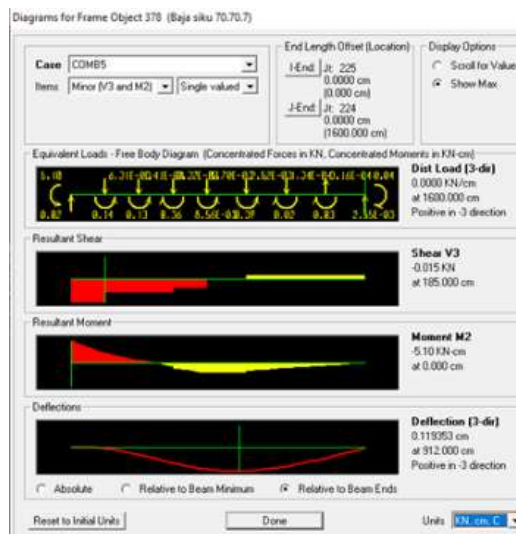 Diagrams for Frame Object 378 (Baja siku 70.70.7)
Case COMB5
Items Minor (V3 and M2) Single valued
End Length Offset (Location)
I-End: Jt: 225
0.0000 cm
(0.000 cm)
J-End: Jt: 224
0.0000 cm
(1600.000 cm)
Display Options
Scroll for Value
Show Max
Equivalent Loads - Free Body Diagram (Concentrated Forces in KN, Concentrated Moments in KN-cm)
5.10
0.04
0.02 0.14 0.13 0.36 0.02 0.03
Dist Load (3-dir)
0.0000 KN/cm
at 1600.000 cm
Positive in -3 direction
Resultant Shear
Shear V3
-0.015 KN
at 185.000 cm
Resultant Moment
Moment M2
-5.10 KN-cm
at 0.000 cm
Deflections
Deflection (3-dir)
0.119353 cm
at 912.000 cm
Positive in -3 direction
Absolute Relative to Beam Minimum Relative to Beam Ends
Reset to Initial Units Done Units KN, cm, C